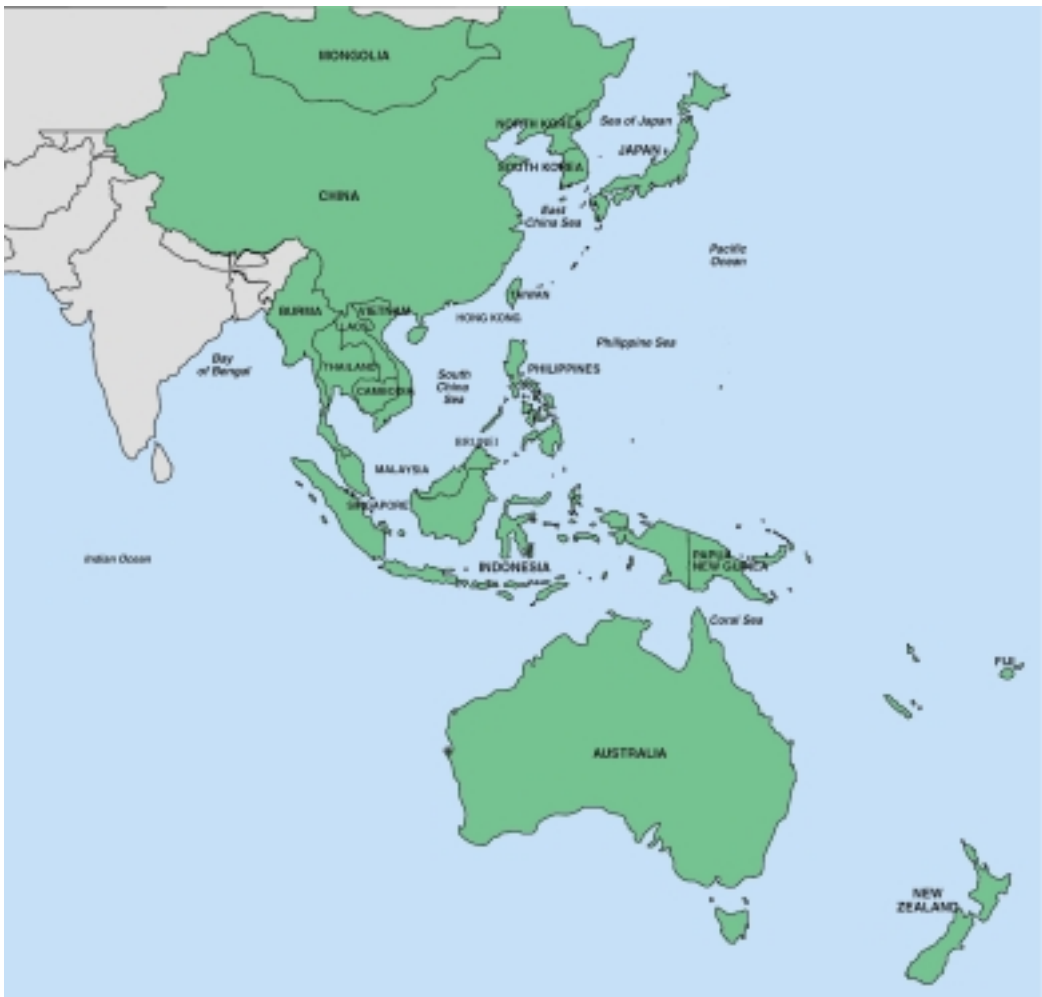 MONGOLIA
NORTH KOREA
Sea of Japan
JAPAN
SOUTH KOREA
CHINA
East
China Sea
Pacific
Ocean
TAIWAN
BURMA
VIETNAM
HONG KONG
LAOS
Philippine Sea
Bay
of Bengal
THAILAND
South
China
Sea
PHILIPPINES
CAMBODIA
BRUNEI
MALAYSIA
SINGAPORE
Indian Ocean
INDONESIA
PAPUA
NEW GUINEA
Coral Sea
FIJI
AUSTRALIA
NEW
ZEALAND